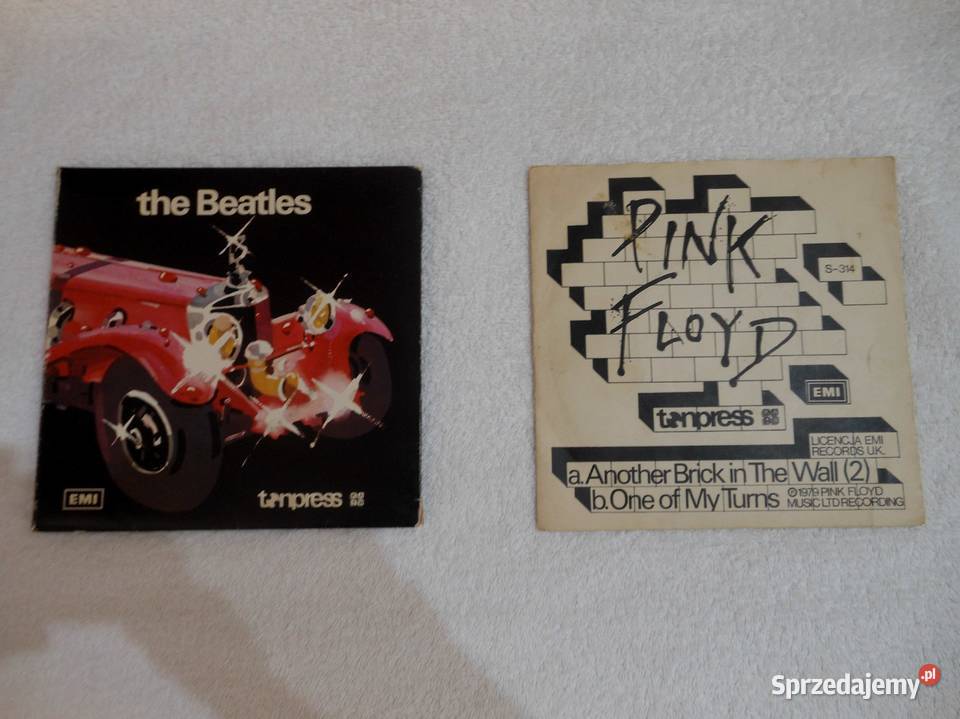 the Beatles
EMI
tonpress
PINK
FLOYD
S-314
EMI
tonpress
LICENCJA EMI
RECORDS U.K.
a. Another Brick in The Wall (2)
b. One of My Turns
℗1979 PINK FLOYD
MUSIC LTD RECORDING
Sprzedajemy.pl